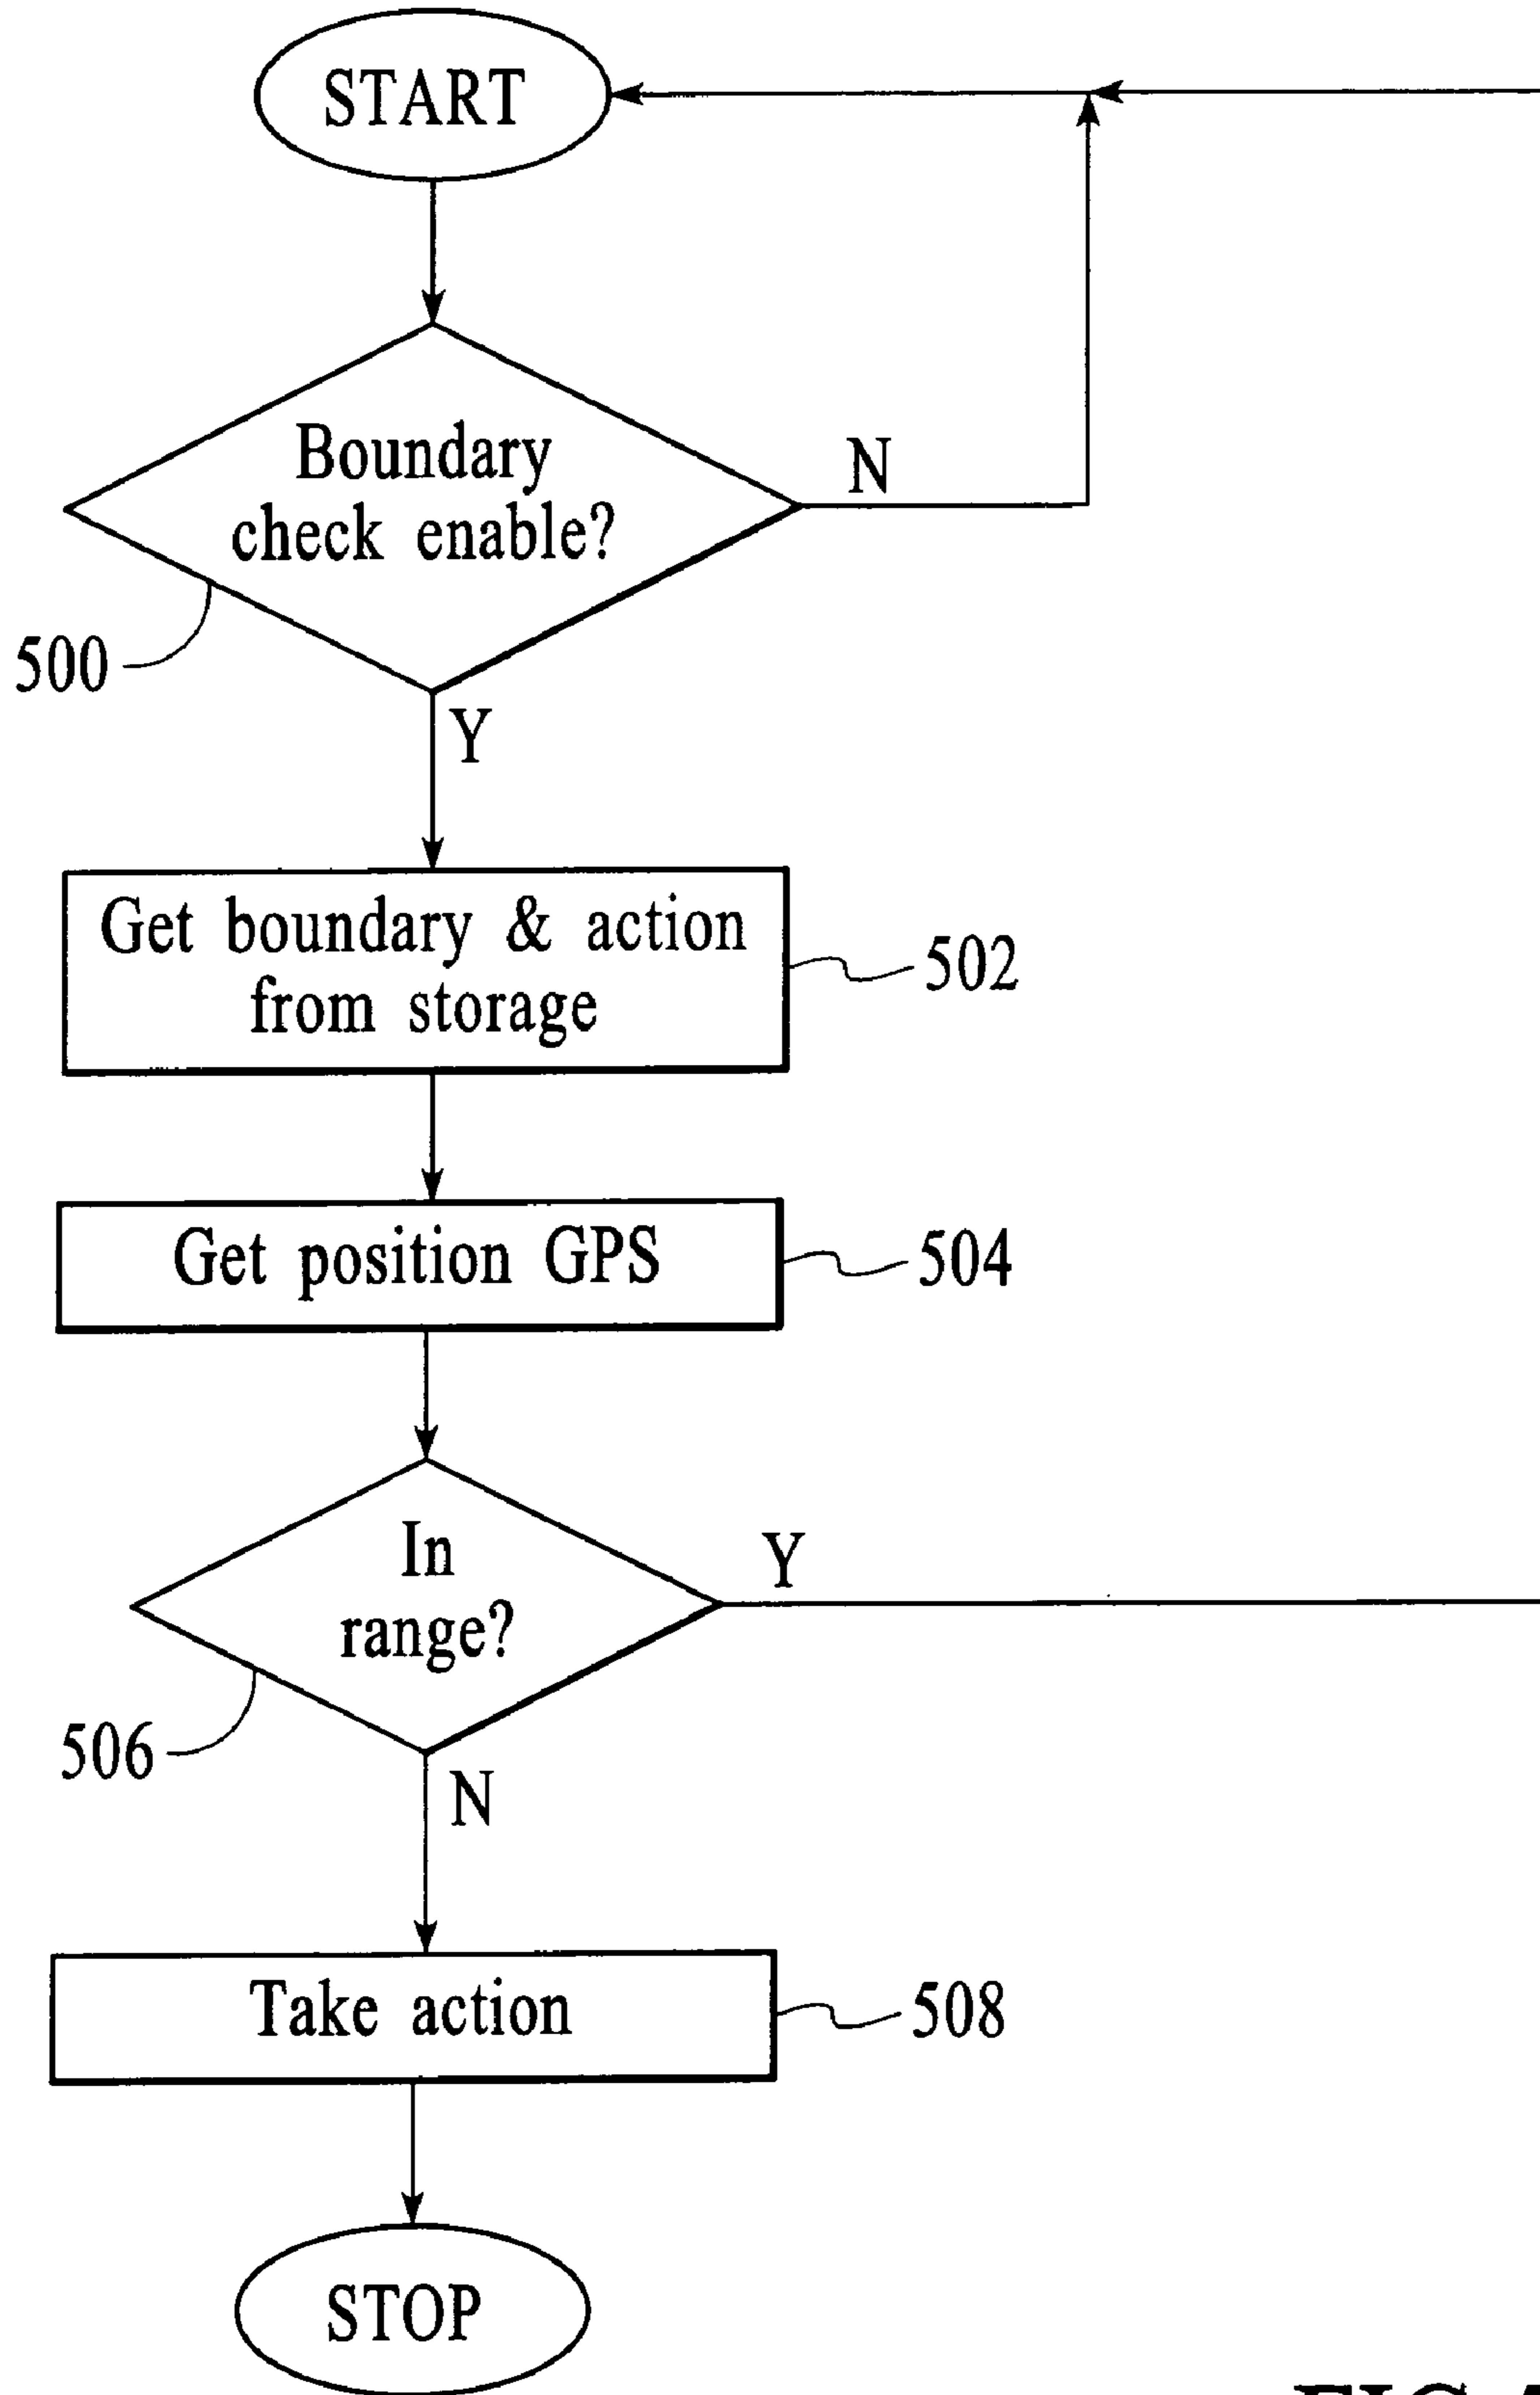 START
Boundary
check enable?
N
500
Y
Get boundary & action
from storage
502
Get position GPS
504
In
range?
Y
506
N
Take action
508
STOP